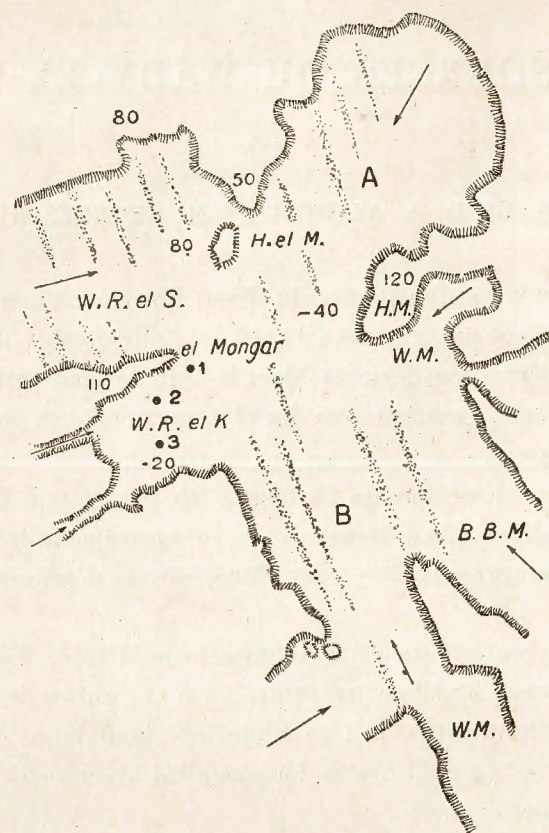 80
A
50
80
H. el M.
120
H.M.
-40
W. R. el S.
W.M.
el Mongar
1
110
2
W. R. el K
3
-20
B
B. B. M.
W.M.